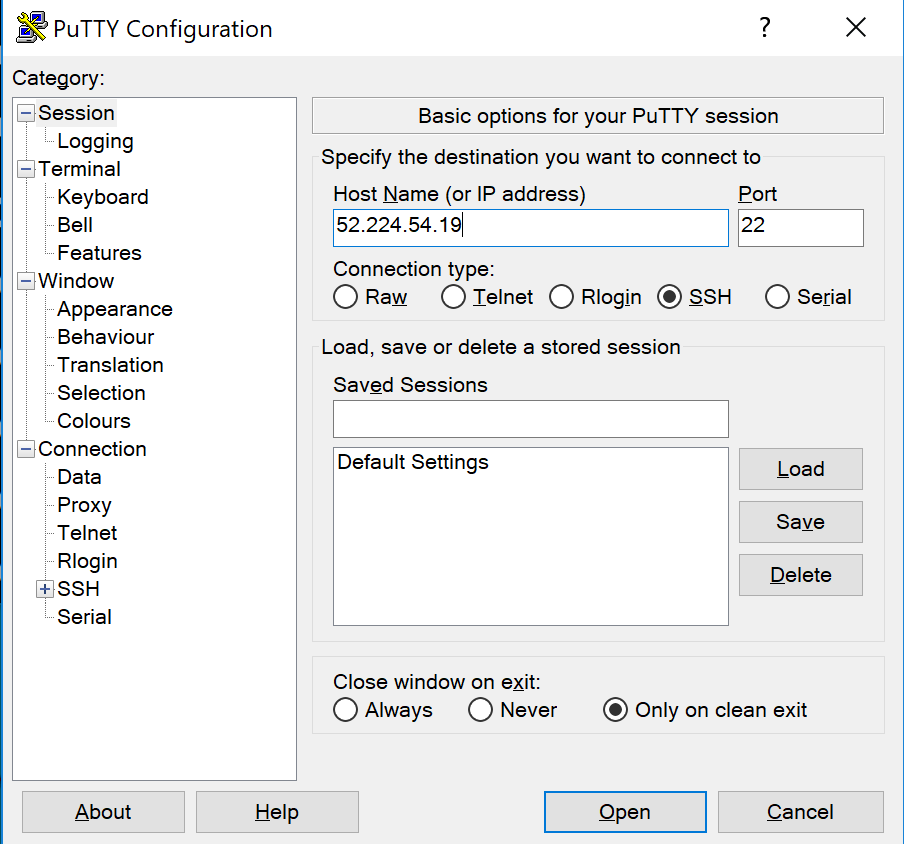 PuTTY Configuration ?
Category:
Session
Logging
Terminal
Keyboard
Bell
Features
Window
Appearance
Behaviour
Translation
Selection
Colours
Connection
Data
Proxy
Telnet
Rlogin
SSH
Serial
Basic options for your PuTTY session
Specify the destination you want to connect to
Host Name (or IP address) Port
52.224.54.19 22
Connection type:
Raw Telnet Rlogin SSH Serial
Load, save or delete a stored session
Saved Sessions
Default Settings
Load
Save
Delete
Close window on exit:
Always Never Only on clean exit
About Help Open Cancel